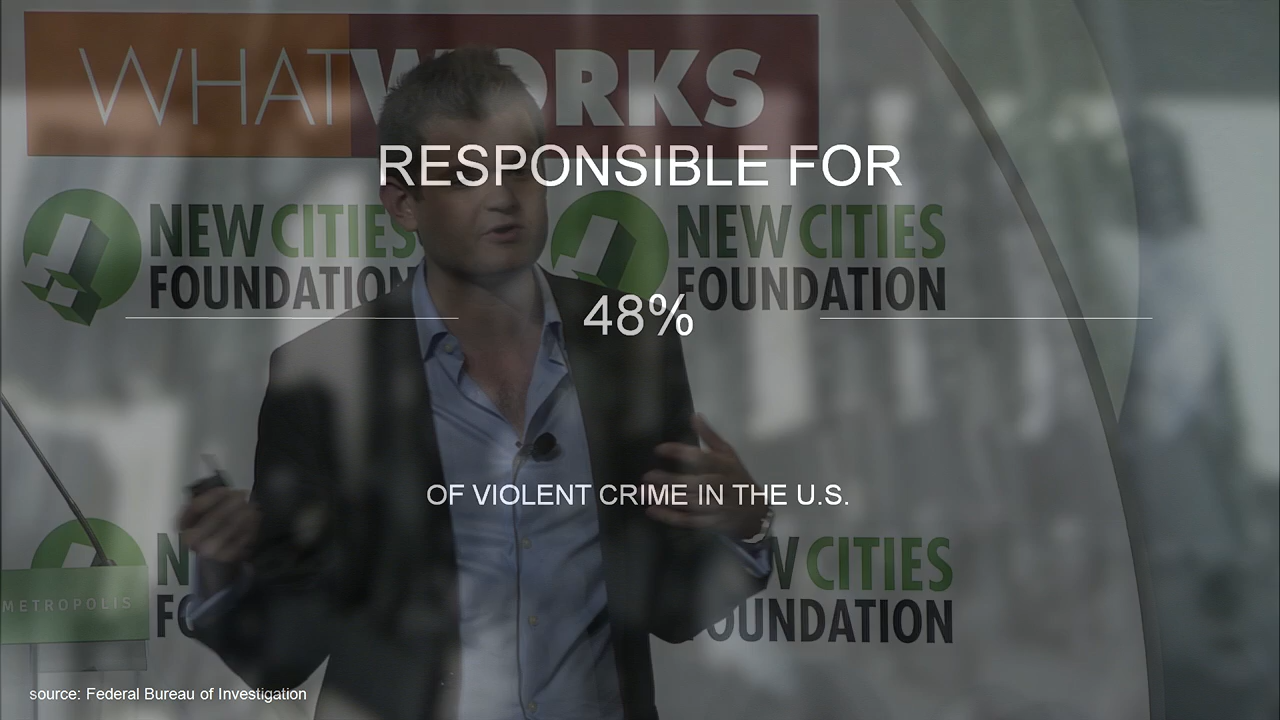 WHATWORKS
RESPONSIBLE FOR
NEW CITIES
FOUNDATION
NEW CITIES
FOUNDATION
48%
OF VIOLENT CRIME IN THE U.S.
N
FO
W CITIES
OUNDATION
METROPOLIS
source: Federal Bureau of Investigation